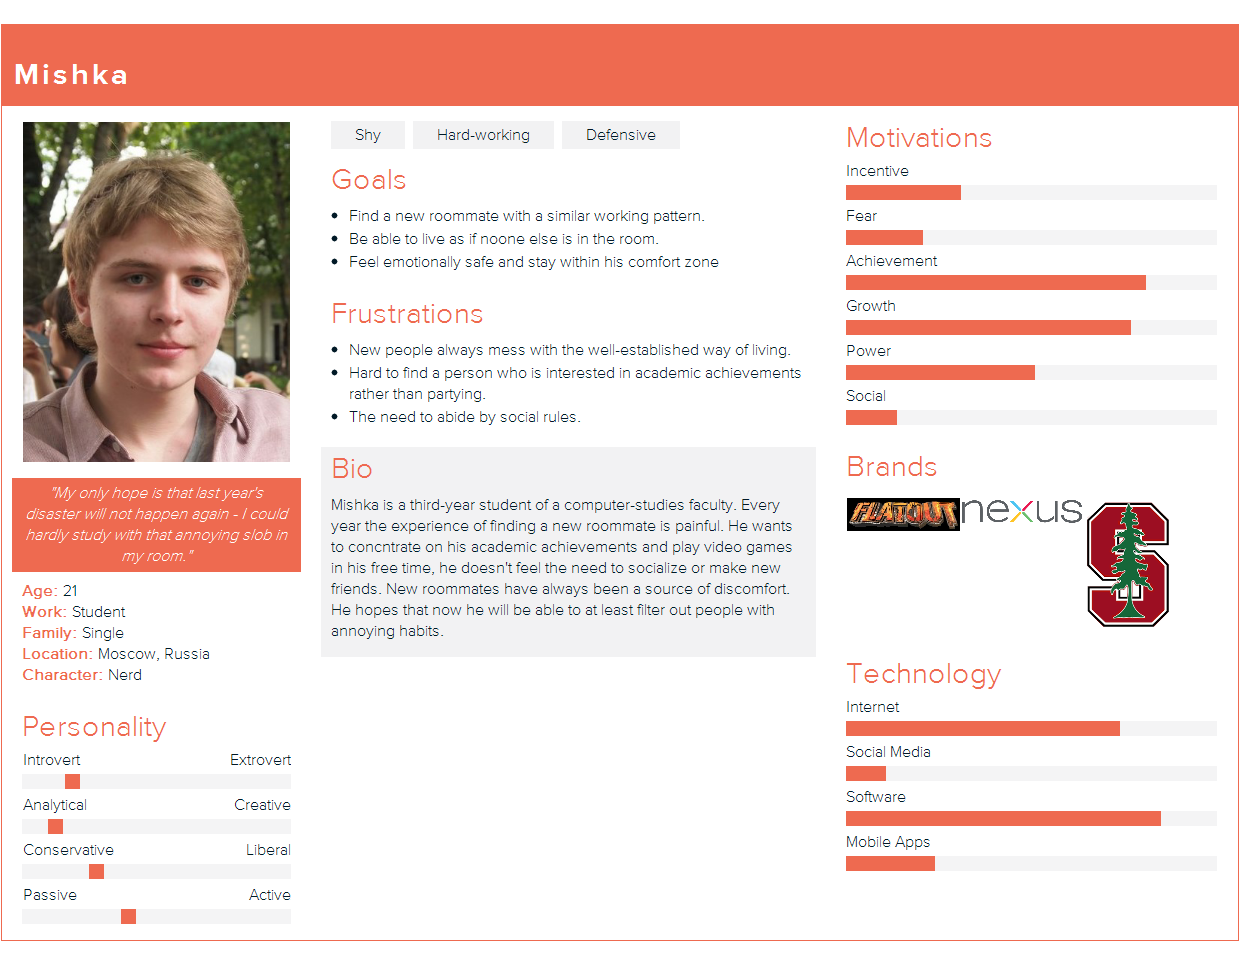 Mishka
"My only hope is that last year's
disaster will not happen again - I could
hardly study with that annoying slob in
my room."
Age: 21
Work: Student
Family: Single
Location: Moscow, Russia
Character: Nerd
Personality
Introvert Extrovert
Analytical Creative
Conservative Liberal
Passive Active
Shy Hard-working Defensive
Goals
Find a new roommate with a similar working pattern.
Be able to live as if noone else is in the room.
Feel emotionally safe and stay within his comfort zone
Frustrations
New people always mess with the well-established way of living.
Hard to find a person who is interested in academic achievements
rather than partying.
The need to abide by social rules.
Bio
Mishka is a third-year student of a computer-studies faculty. Every
year the experience of finding a new roommate is painful. He wants
to concntrate on his academic achievements and play video games
in his free time, he doesn't feel the need to socialize or make new
friends. New roommates have always been a source of discomfort.
He hopes that now he will be able to at least filter out people with
annoying habits.
Motivations
Incentive
Fear
Achievement
Growth
Power
Social
Brands
FLATOUT nexus S
Technology
Internet
Social Media
Software
Mobile Apps